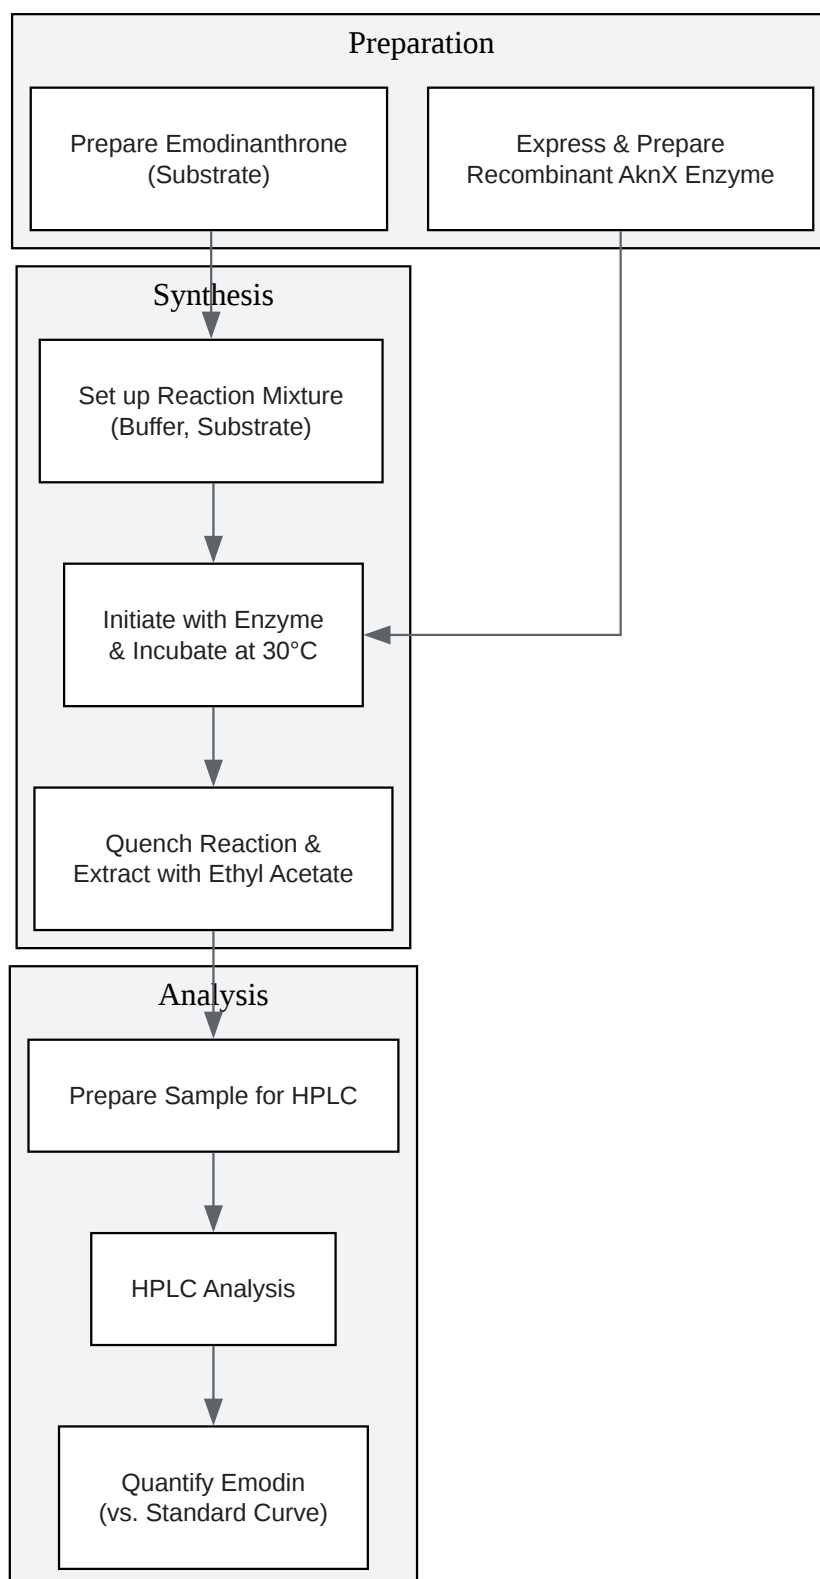 Preparation
Prepare Emodinanthrone
(Substrate)
Express & Prepare
Recombinant AknX Enzyme
Synthesis
Set up Reaction Mixture
(Buffer, Substrate)
Initiate with Enzyme
& Incubate at 30°C
Quench Reaction &
Extract with Ethyl Acetate
Analysis
Prepare Sample for HPLC
HPLC Analysis
Quantify Emodin
(vs. Standard Curve)